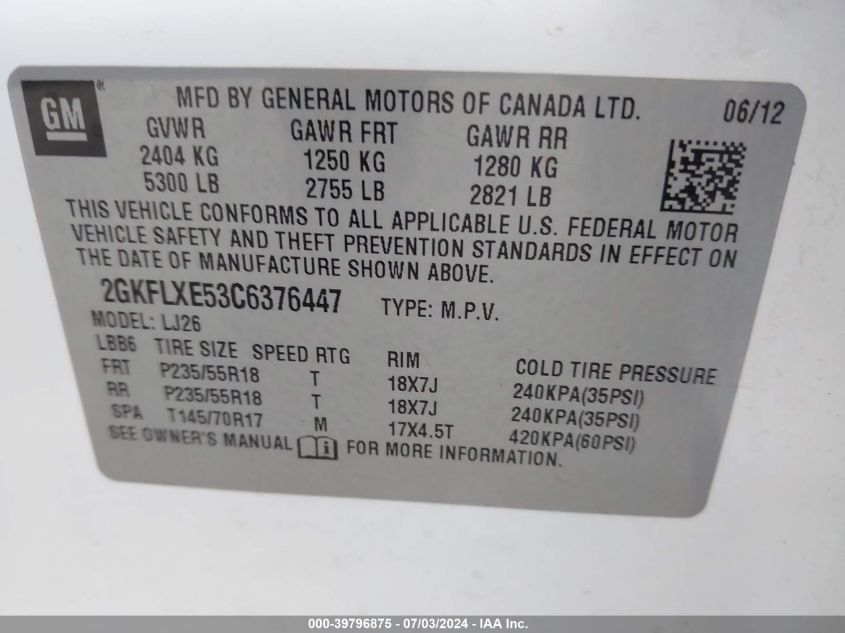 GM® MFD BY GENERAL MOTORS OF CANADA LTD. 06/12
GVWR GAWR FRT GAWR RR
2404 KG 1250 KG 1280 KG
5300 LB 2755 LB 2821 LB
THIS VEHICLE CONFORMS TO ALL APPLICABLE U.S. FEDERAL MOTOR
VEHICLE SAFETY AND THEFT PREVENTION STANDARDS IN EFFECT ON
THE DATE OF MANUFACTURE SHOWN ABOVE.
2GKFLXE53C6376447 TYPE: M.P.V.
MODEL: LJ26
LBB6 TIRE SIZE SPEED RTG RIM COLD TIRE PRESSURE
FRT P235/55R18 T 18X7J 240KPA(35PSI)
RR P235/55R18 T 18X7J 240KPA(35PSI)
SPA T145/70R17 M 17X4.5T 420KPA(60PSI)
SEE OWNER'S MANUAL i FOR MORE INFORMATION.
000-39796875 - 07/03/2024 - IAA Inc.